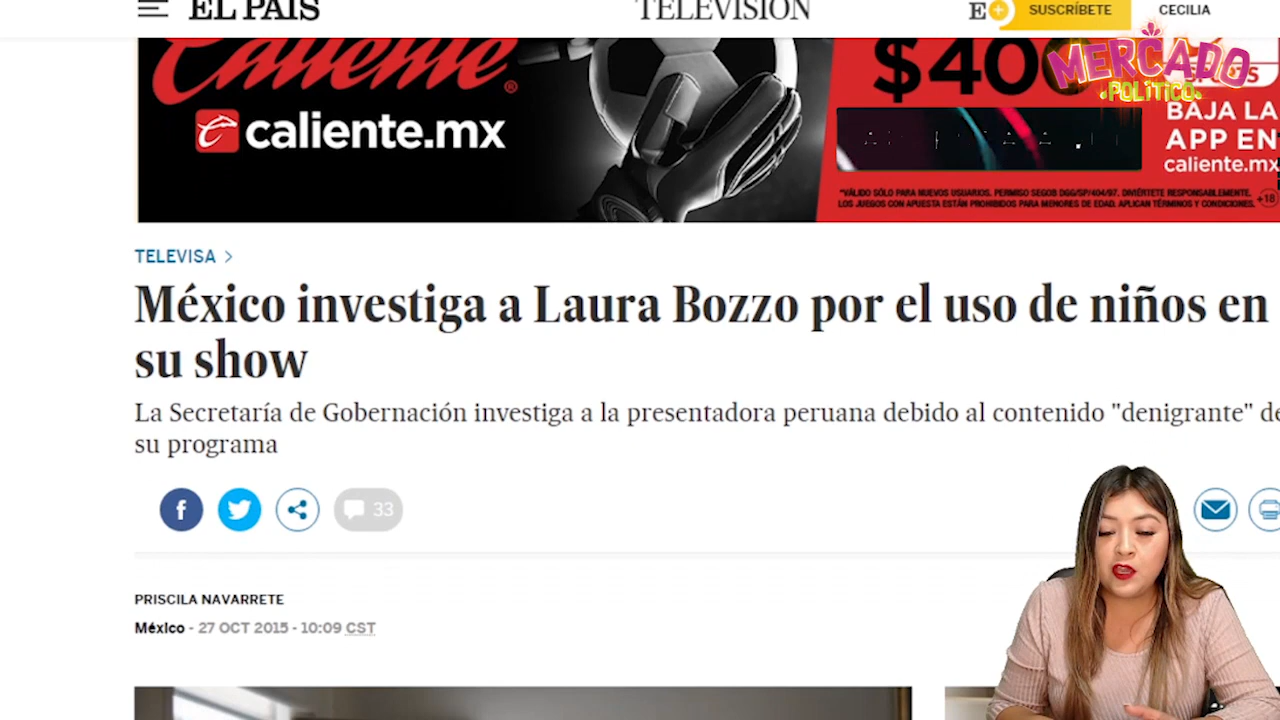 EL PAÍS
TELEVISIÓN
E+
SUSCRÍBETE
CECILIA
MERCADO
POLÍTICO
Caliente®
caliente.mx
$400
BAJA LA
APP EN
caliente.mx
*VÁLIDO SÓLO PARA NUEVOS USUARIOS. PERMISO SEGOB DGG/SP/404/97. DIVIÉRTETE RESPONSABLEMENTE.
LOS JUEGOS CON APUESTA ESTÁN PROHIBIDOS PARA MENORES DE EDAD. APLICAN TÉRMINOS Y CONDICIONES.
+18
TELEVISA >
México investiga a Laura Bozzo por el uso de niños en
su show
La Secretaría de Gobernación investiga a la presentadora peruana debido al contenido "denigrante" de
su programa
33
PRISCILA NAVARRETE
México - 27 OCT 2015 - 10:09 CST